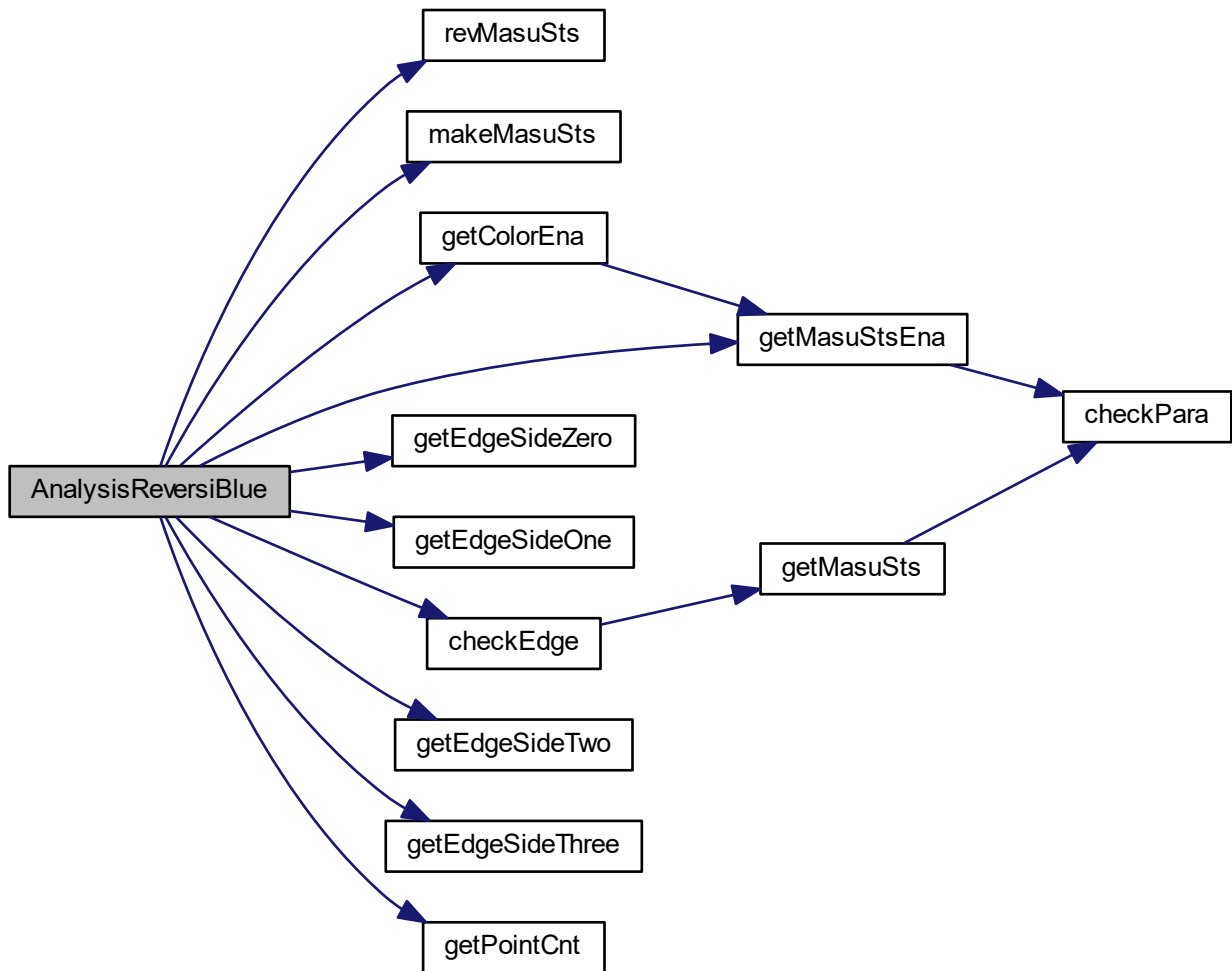 revMasuSts
makeMasuSts
getColorEna
getMasuStsEna
checkPara
getEdgeSideZero
AnalysisReversiBlue
getEdgeSideOne
getMasuSts
checkEdge
getEdgeSideTwo
getEdgeSideThree
getPointCnt